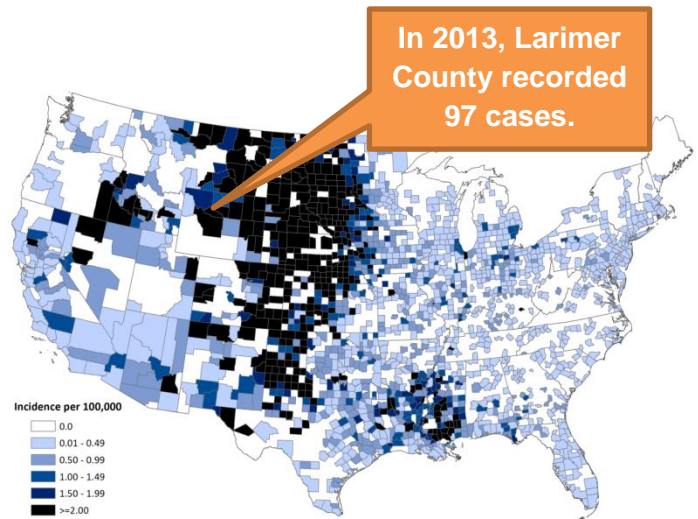 In 2013, Larimer
County recorded
97 cases.
Incidence per 100,000
0.0
0.01 - 0.49
0.50 - 0.99
1.00 - 1.49
1.50 - 1.99
>=2.00